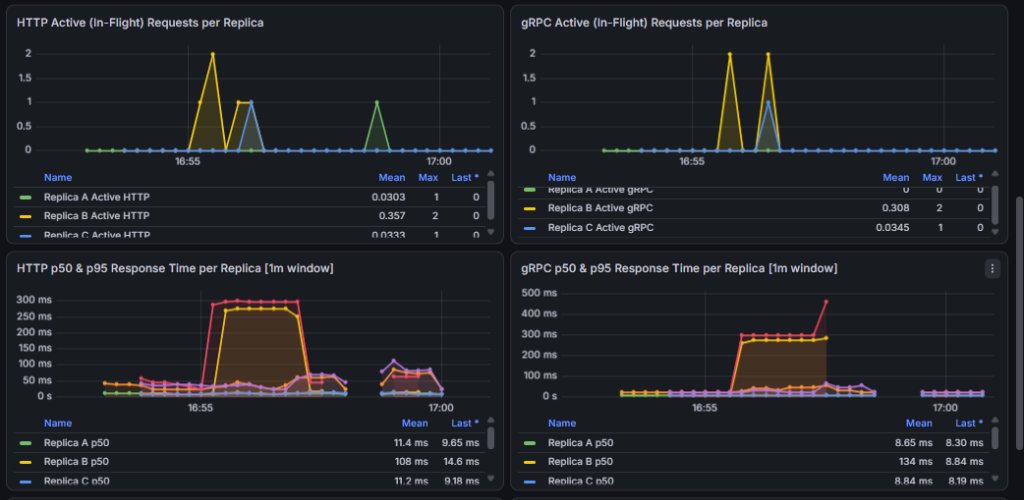 HTTP Active (In-Flight) Requests per Replica
2
1.5
1
0.5
0
16:55 17:00
Name Mean Max Last *
Replica A Active HTTP 0.0303 1 0
Replica B Active HTTP 0.357 2 0
Replica C Active HTTP 0.0333 1 0
gRPC Active (In-Flight) Requests per Replica
2
1.5
1
0.5
0
16:55 17:00
Name Mean Max Last *
Replica A Active gRPC 0 0 0
Replica B Active gRPC 0.308 2 0
Replica C Active gRPC 0.0345 1 0
HTTP p50 & p95 Response Time per Replica [1m window]
300 ms
250 ms
200 ms
150 ms
100 ms
50 ms
0 s
16:55 17:00
Name Mean Last *
Replica A p50 11.4 ms 9.65 ms
Replica B p50 108 ms 14.6 ms
Replica C p50 11.2 ms 9.18 ms
gRPC p50 & p95 Response Time per Replica [1m window]
500 ms
400 ms
300 ms
200 ms
100 ms
0 s
16:55 17:00
Name Mean Last *
Replica A p50 8.65 ms 8.30 ms
Replica B p50 134 ms 8.84 ms
Replica C p50 8.84 ms 8.19 ms